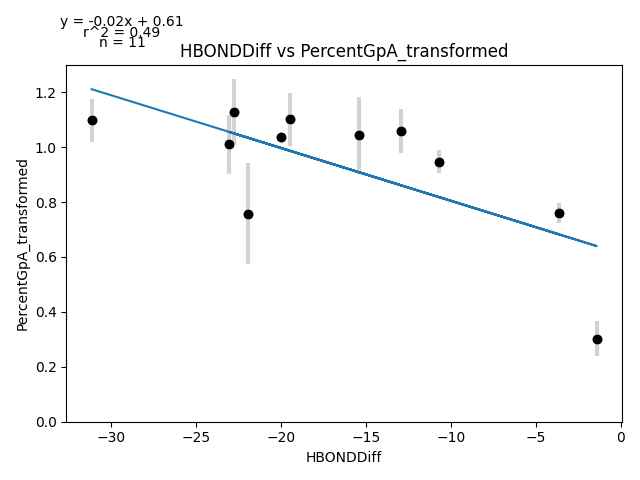 y = -0.02x + 0.61
r^2 = 0.49
n = 11
HBONDDiff vs PercentGpA_transformed
PercentGpA_transformed
1.2
1.0
0.8
0.6
0.4
0.2
0.0
−30
−25
−20
−15
−10
−5
0
HBONDDiff